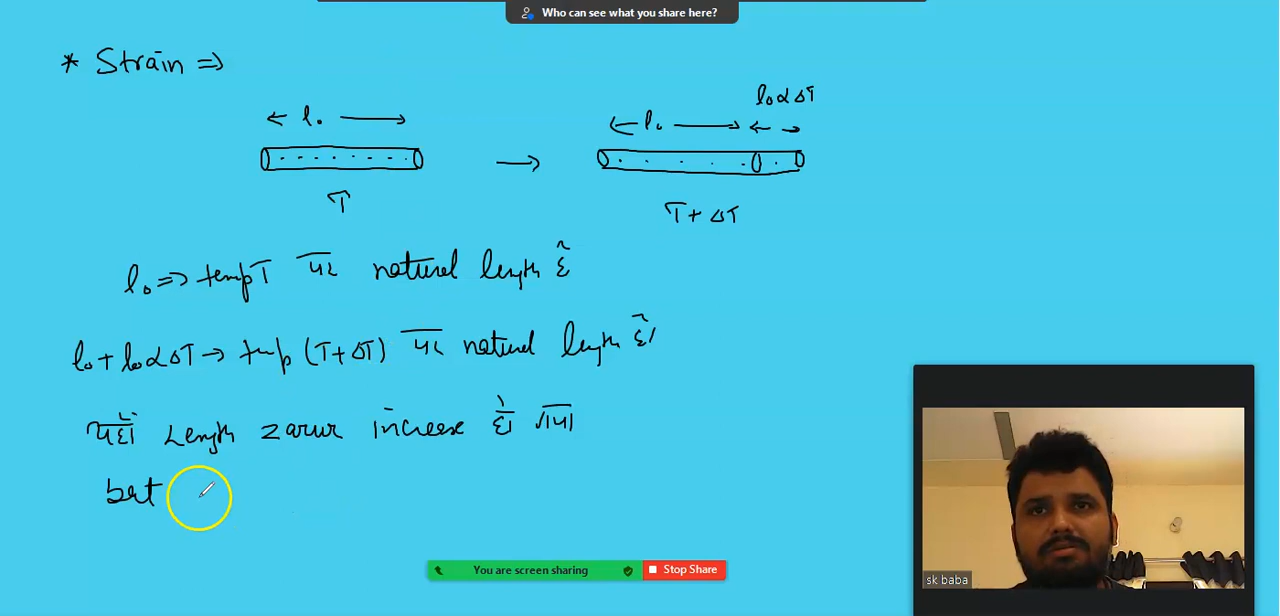 Who can see what you share here?
* Strain ⇒
l₀αΔT
← l₀ → ← l₀ → ← →
→
T T + ΔT
l₀ ⇒ temp T पर natural length है
l₀ + l₀αΔT → temp (T + ΔT) पर natural length है।
यहाँ Length zarur increase हो गया
but
sk baba
You are screen sharing Stop Share